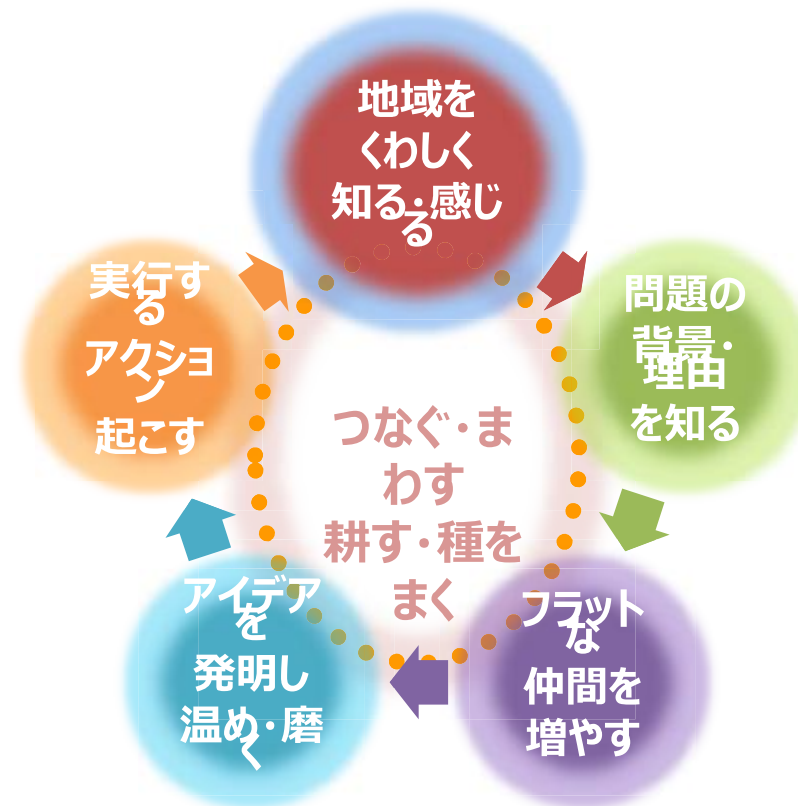 地域を
くわしく
知る・感じ
る
問題の
背景・
理由
を知る
フラット
な
仲間を
増やす
アイデア
を
発明し
温め・磨
く
実行す
る
アクショ
ン
起こす
つなぐ・ま
わす
耕す・種を
まく